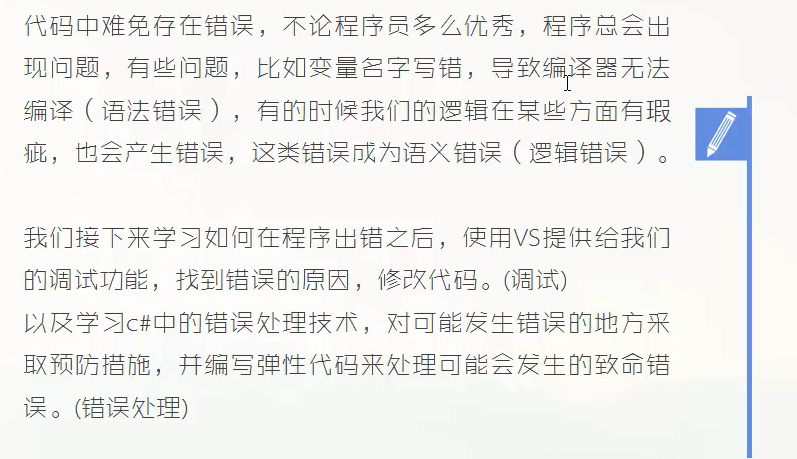 代码中难免存在错误，不论程序员多么优秀，程序总会出
现问题，有些问题，比如变量名字写错，导致编译器无法
编译（语法错误），有的时候我们的逻辑在某些方面有瑕
疵，也会产生错误，这类错误成为语义错误（逻辑错误）。
我们接下来学习如何在程序出错之后，使用VS提供给我们
的调试功能，找到错误的原因，修改代码。(调试)
以及学习c#中的错误处理技术，对可能发生错误的地方采
取预防措施，并编写弹性代码来处理可能会发生的致命错
误。(错误处理)